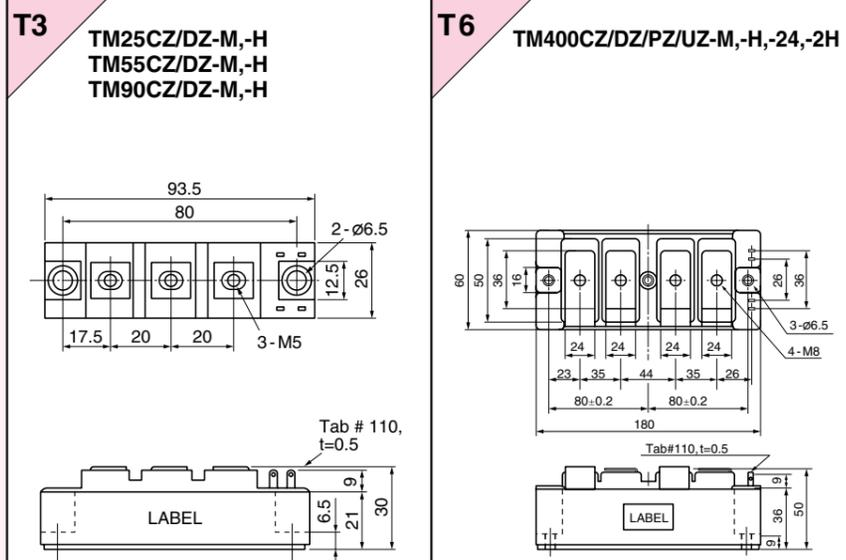 T3
TM25CZ/DZ-M,-H
TM55CZ/DZ-M,-H
TM90CZ/DZ-M,-H
93.5
80
2-Ø6.5
12.5
26
17.5
20
20
3-M5
Tab # 110,
t=0.5
LABEL
6.5
9
21
30
T6
TM400CZ/DZ/PZ/UZ-M,-H,-24,-2H
60
50
36
16
26
36
3-Ø6.5
4-M8
24
24
24
24
23
35
44
35
26
80±0.2
80±0.2
180
Tab#110,t=0.5
LABEL
9
9
36
50